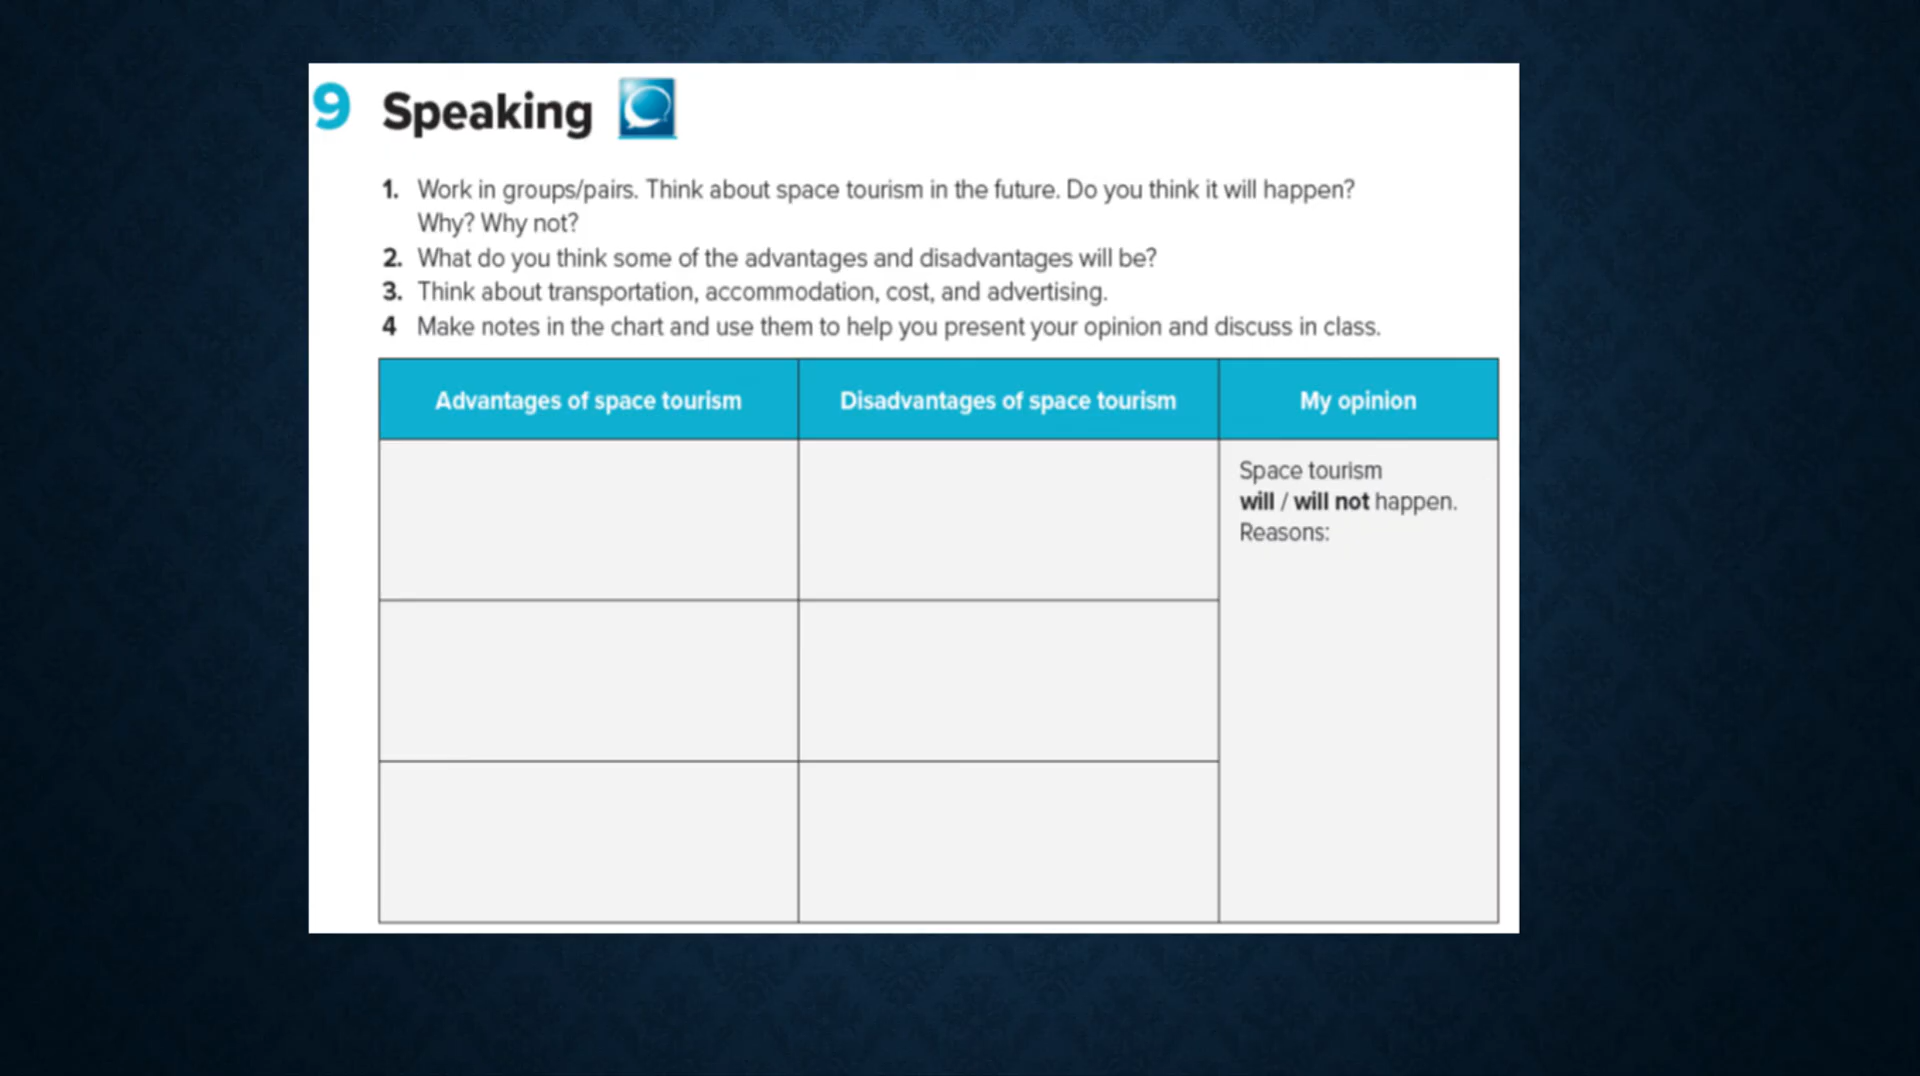 9 Speaking
1. Work in groups/pairs. Think about space tourism in the future. Do you think it will happen?
Why? Why not?
2. What do you think some of the advantages and disadvantages will be?
3. Think about transportation, accommodation, cost, and advertising.
4 Make notes in the chart and use them to help you present your opinion and discuss in class.
Advantages of space tourism
Disadvantages of space tourism
My opinion
Space tourism
will / will not happen.
Reasons: